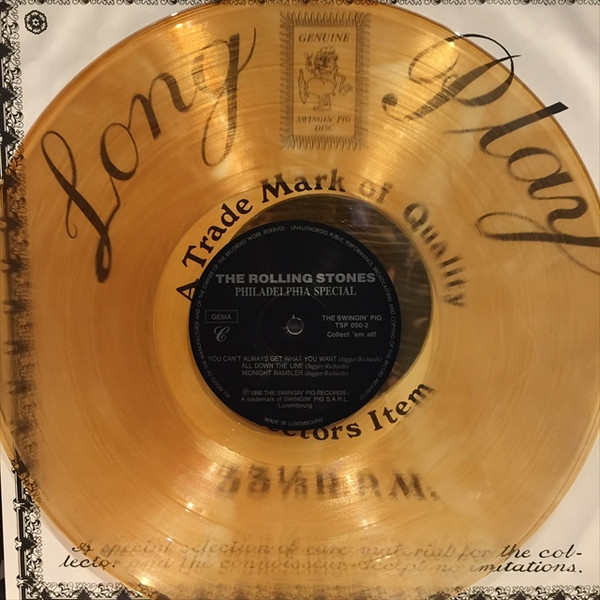 Long Play
GENUINE
SWINGIN' PIG
DISC
A Trade Mark of Quality
THE ROLLING STONES
PHILADELPHIA SPECIAL
GEMA
C
THE SWINGIN' PIG
TSP 050-2
Collect 'em all!
YOU CAN'T ALWAYS GET WHAT YOU WANT (Jagger-Richards)
ALL DOWN THE LINE (Jagger-Richards)
MIDNIGHT RAMBLER (Jagger-Richards)
℗ 1990 THE SWINGIN' PIG RECORDS
A trademark of SWINGIN' PIG S.A.R.L.
Luxembourg
MADE IN LUXEMBOURG
ctors Item
33⅓ R.P.M.
A special selection of rare material for the col-
lector and the connoisseur. Accept no imitations.